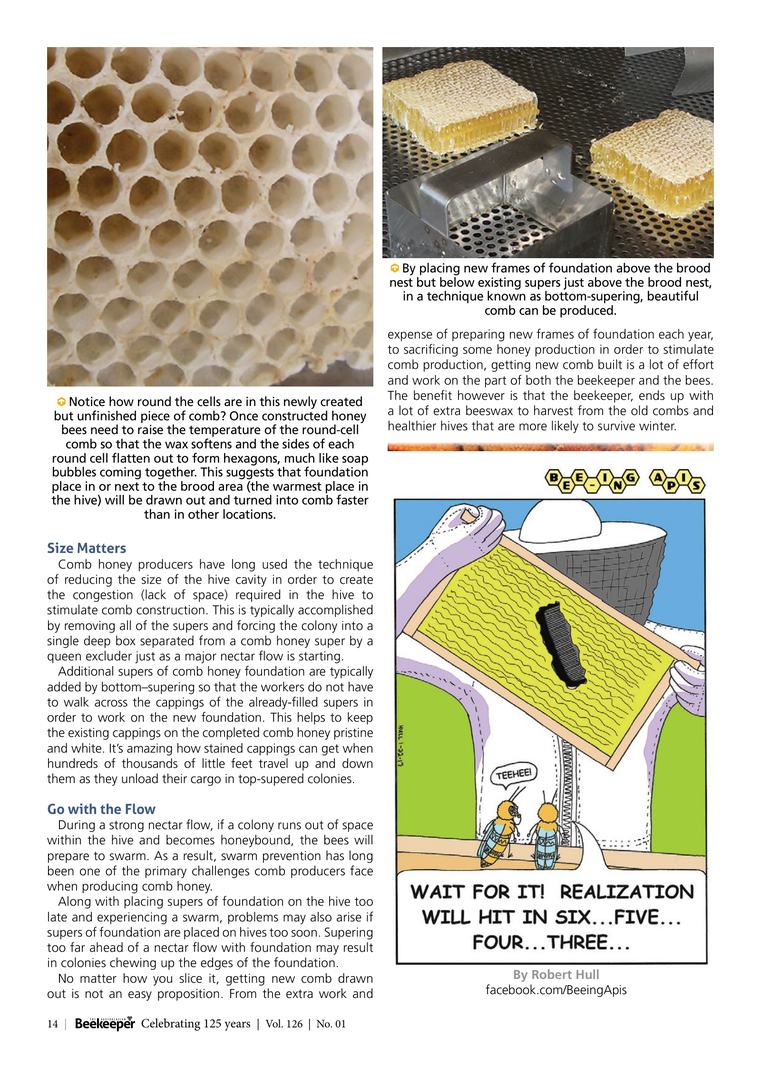 Notice how round the cells are in this newly created
but unfinished piece of comb? Once constructed honey
bees need to raise the temperature of the round-cell
comb so that the wax softens and the sides of each
round cell flatten out to form hexagons, much like soap
bubbles coming together. This suggests that foundation
place in or next to the brood area (the warmest place in
the hive) will be drawn out and turned into comb faster
than in other locations.
Size Matters
Comb honey producers have long used the technique
of reducing the size of the hive cavity in order to create
the congestion (lack of space) required in the hive to
stimulate comb construction. This is typically accomplished
by removing all of the supers and forcing the colony into a
single deep box separated from a comb honey super by a
queen excluder just as a major nectar flow is starting.
Additional supers of comb honey foundation are typically
added by bottom–supering so that the workers do not have
to walk across the cappings of the already-filled supers in
order to work on the new foundation. This helps to keep
the existing cappings on the completed comb honey pristine
and white. It’s amazing how stained cappings can get when
hundreds of thousands of little feet travel up and down
them as they unload their cargo in top-supered colonies.
Go with the Flow
During a strong nectar flow, if a colony runs out of space
within the hive and becomes honeybound, the bees will
prepare to swarm. As a result, swarm prevention has long
been one of the primary challenges comb producers face
when producing comb honey.
Along with placing supers of foundation on the hive too
late and experiencing a swarm, problems may also arise if
supers of foundation are placed on hives too soon. Supering
too far ahead of a nectar flow with foundation may result
in colonies chewing up the edges of the foundation.
No matter how you slice it, getting new comb drawn
out is not an easy proposition. From the extra work and
By placing new frames of foundation above the brood
nest but below existing supers just above the brood nest,
in a technique known as bottom-supering, beautiful
comb can be produced.
expense of preparing new frames of foundation each year,
to sacrificing some honey production in order to stimulate
comb production, getting new comb built is a lot of effort
and work on the part of both the beekeeper and the bees.
The benefit however is that the beekeeper, ends up with
a lot of extra beeswax to harvest from the old combs and
healthier hives that are more likely to survive winter.
BEE-ING APIS
HULL 1-22-17
TEEHEE!
WAIT FOR IT! REALIZATION
WILL HIT IN SIX...FIVE...
FOUR...THREE...
By Robert Hull
facebook.com/BeeingApis
14 | Beekeeper Celebrating 125 years | Vol. 126 | No. 01